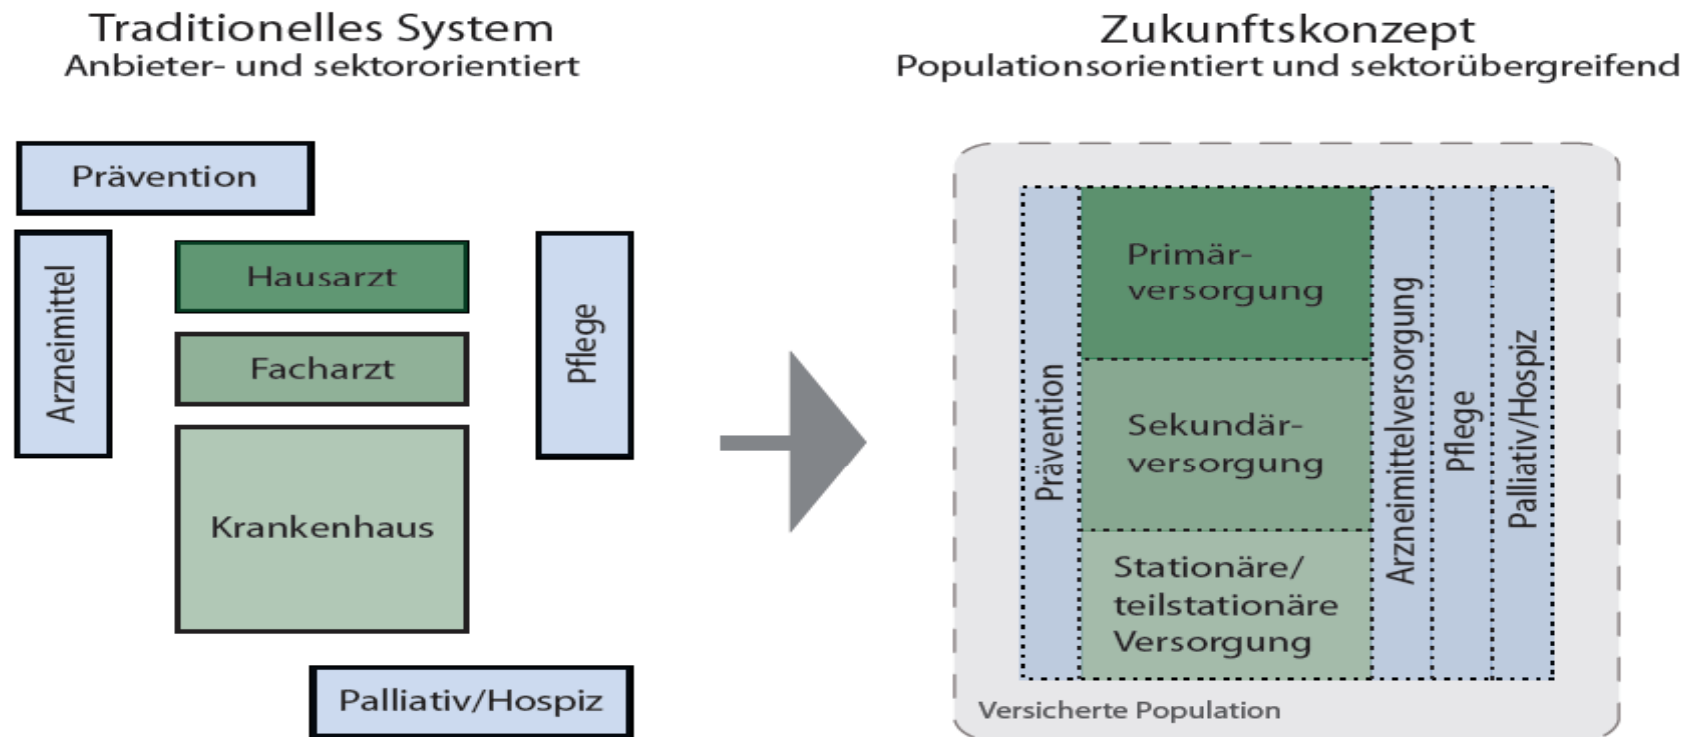 Traditionelles System
Anbieter- und sektororientiert
Prävention
Arzneimittel
Hausarzt
Facharzt
Krankenhaus
Pflege
Palliativ/Hospiz
Zukunftskonzept
Populationsorientiert und sektorübergreifend
Prävention
Primär-
versorgung
Sekundär-
versorgung
Stationäre/
teilstationäre
Versorgung
Arzneimittelversorgung
Pflege
Palliativ/Hospiz
Versicherte Population